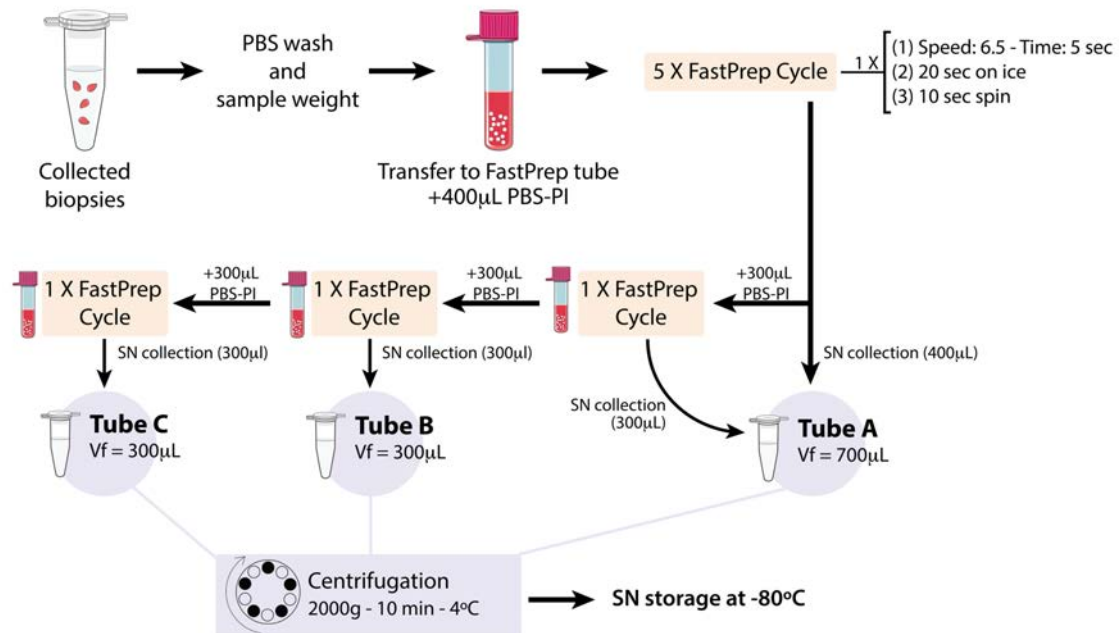 PBS wash
and
sample weight
5 X FastPrep Cycle
1 X
(1) Speed: 6.5 - Time: 5 sec
(2) 20 sec on ice
(3) 10 sec spin
Collected
biopsies
Transfer to FastPrep tube
+400μL PBS-PI
1 X FastPrep
Cycle
+300μL
PBS-PI
1 X FastPrep
Cycle
+300μL
PBS-PI
1 X FastPrep
Cycle
+300μL
PBS-PI
SN collection (300μl)
SN collection (300μl)
SN collection
(300μL)
SN collection (400μL)
Tube C
Vf = 300μL
Tube B
Vf = 300μL
Tube A
Vf = 700μL
Centrifugation
2000g - 10 min - 4ºC
SN storage at -80ºC